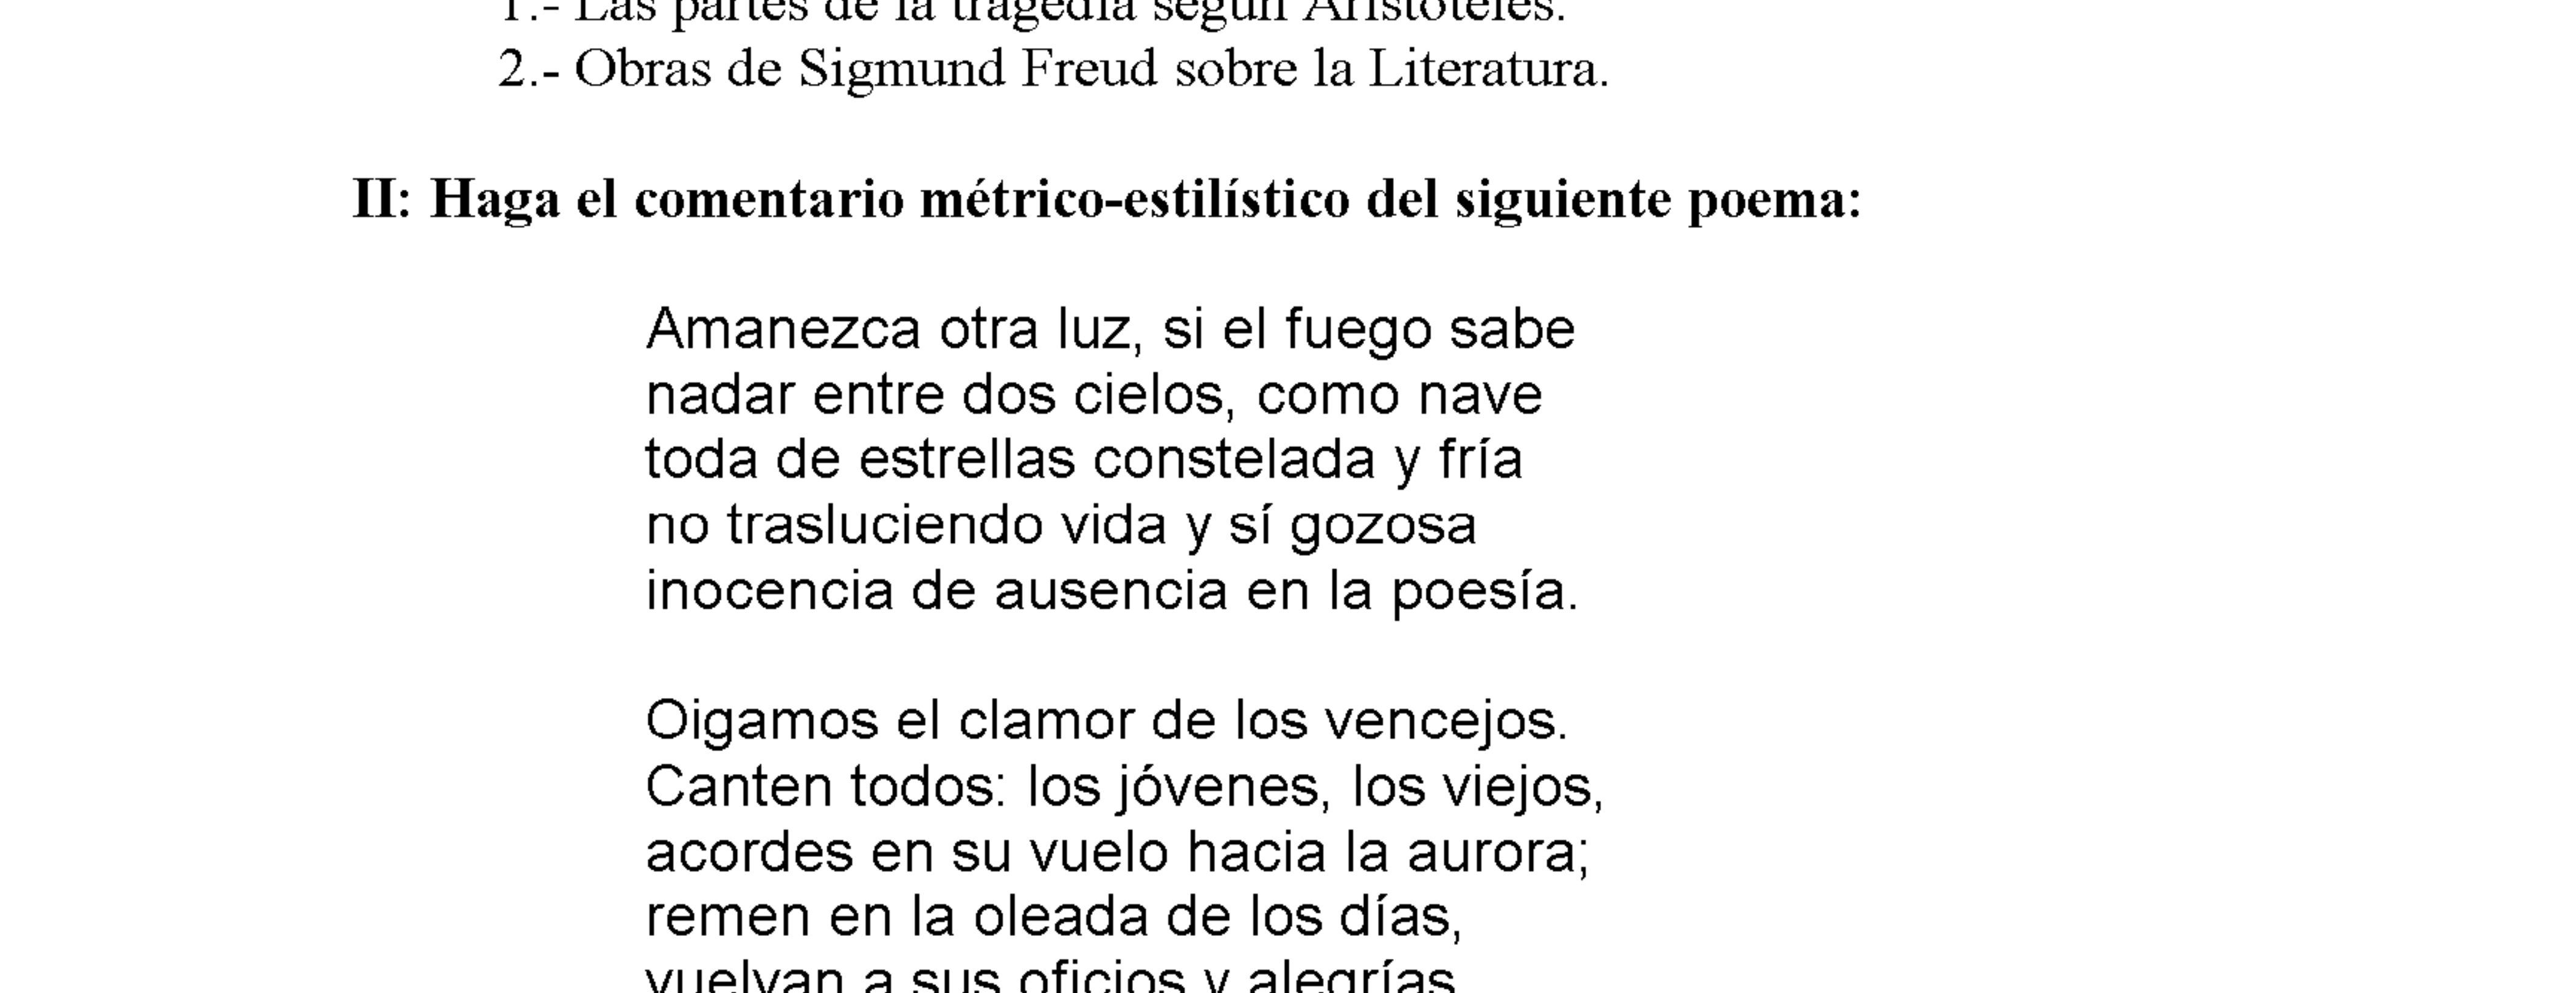 1.- Las partes de la tragedia según Aristóteles.
2.- Obras de Sigmund Freud sobre la Literatura.
II: Haga el comentario métrico-estilístico del siguiente poema:
Amanezca otra luz, si el fuego sabe
nadar entre dos cielos, como nave
toda de estrellas constelada y fría
no trasluciendo vida y sí gozosa
inocencia de ausencia en la poesía.
Oigamos el clamor de los vencejos.
Canten todos: los jóvenes, los viejos,
acordes en su vuelo hacia la aurora;
remen en la oleada de los días,
vuelvan a sus oficios y alegrías